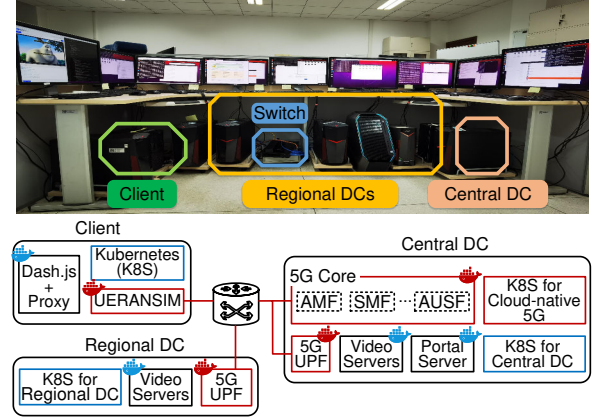 Switch
Client
Regional DCs
Central DC
Client
Dash.js
+
Proxy
Kubernetes
(K8S)
UERANSIM
Regional DC
K8S for
Regional DC
Video
Servers
5G
UPF
Central DC
5G Core
AMF
SMF
...
AUSF
K8S for
Cloud-native
5G
5G
UPF
Video
Servers
Portal
Server
K8S for
Central DC